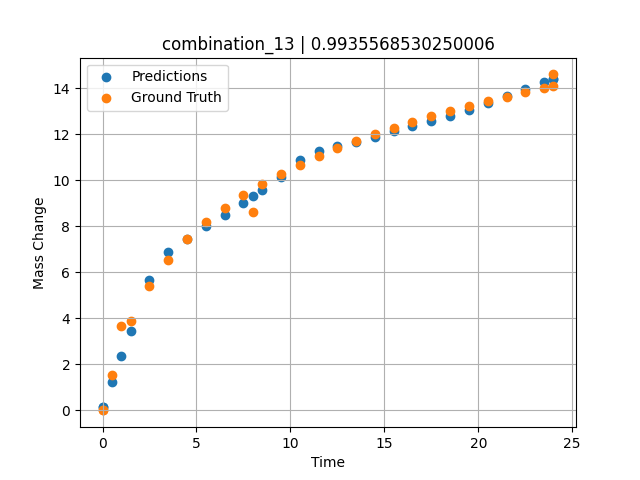 combination_13 | 0.9935568530250006
Predictions
Ground Truth
14
12
10
8
6
4
2
0
Mass Change
0 5 10 15 20 25
Time